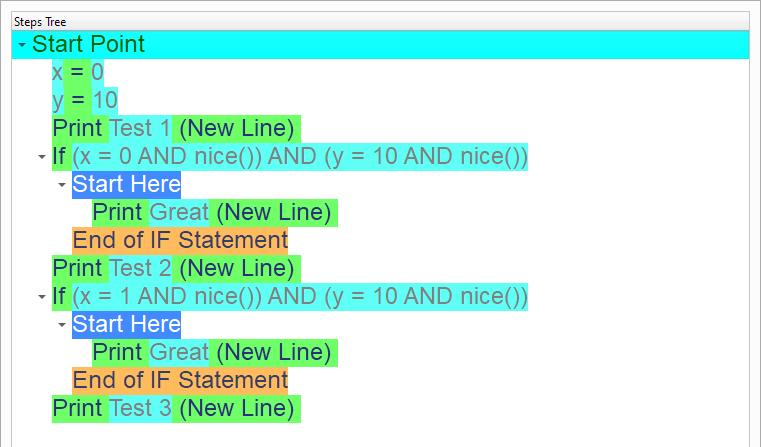 Steps Tree
Start Point
x = 0
y = 10
Print Test 1 (New Line)
If (x = 0 AND nice()) AND (y = 10 AND nice())
Start Here
Print Great (New Line)
End of IF Statement
Print Test 2 (New Line)
If (x = 1 AND nice()) AND (y = 10 AND nice())
Start Here
Print Great (New Line)
End of IF Statement
Print Test 3 (New Line)